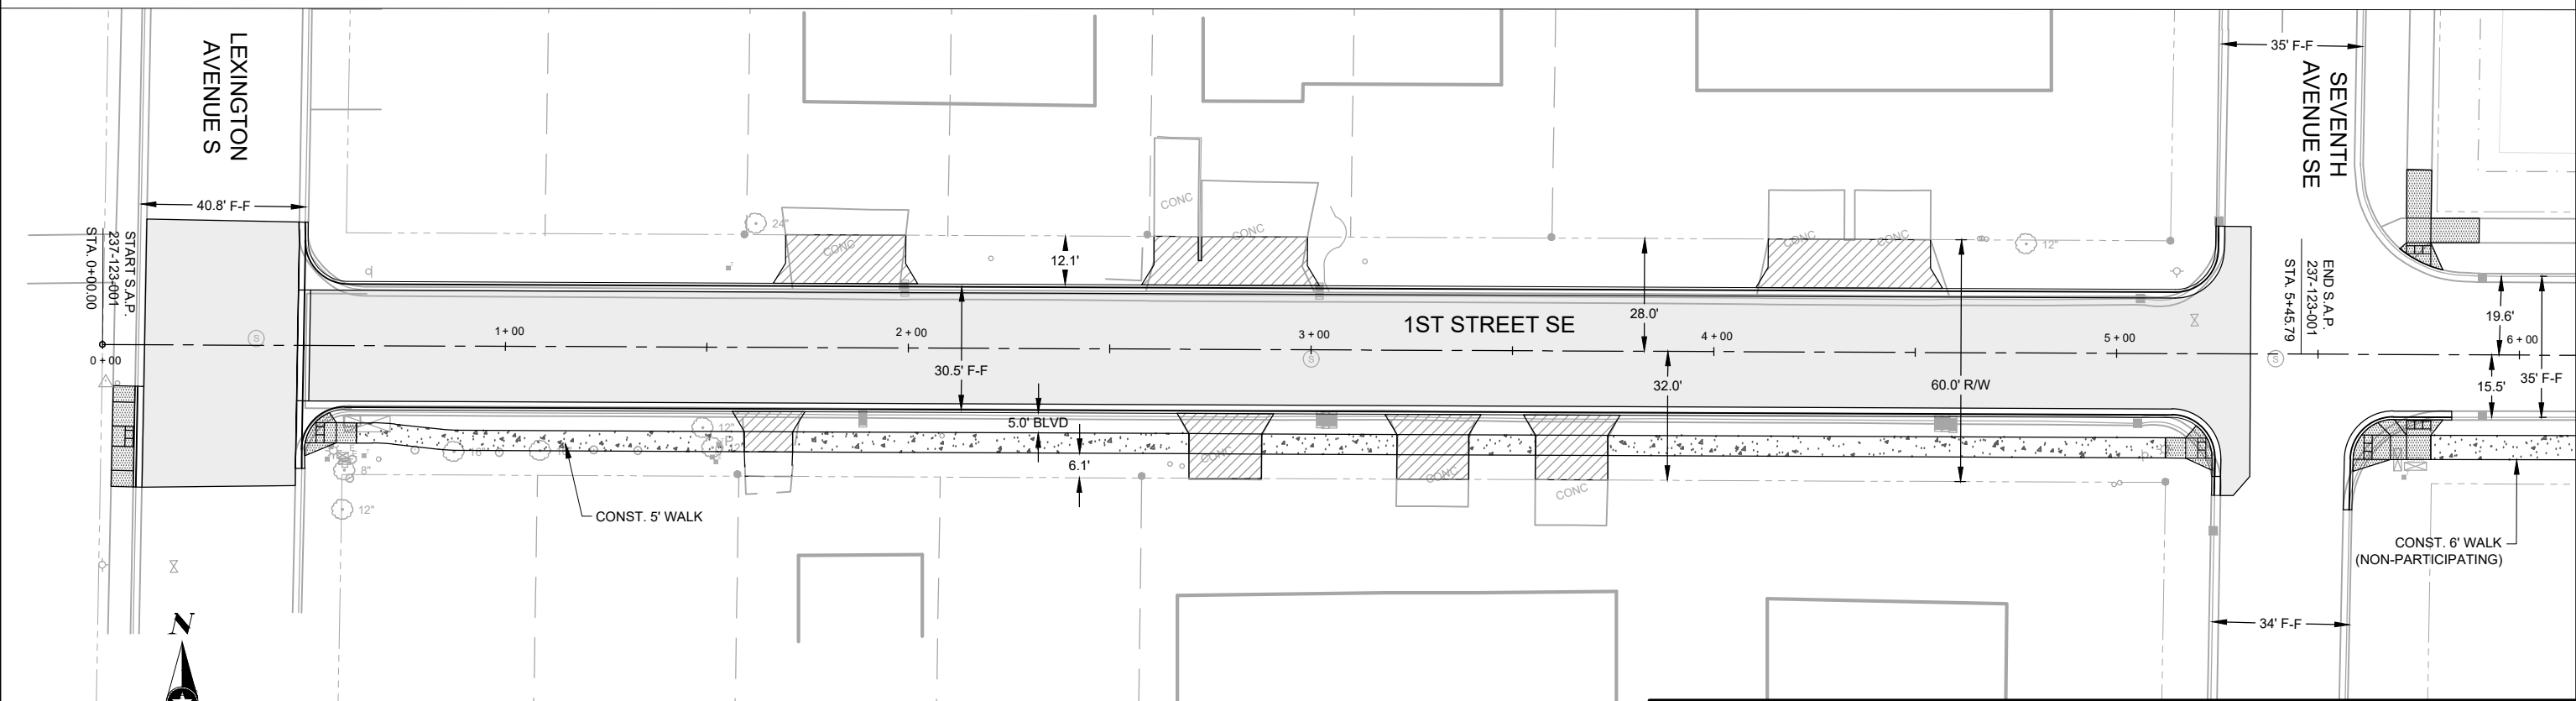 LEXINGTON
AVENUE S
40.8' F-F
START S.A.P.
237-123-001
STA. 0+00.00
0 + 00
S
1 + 00
2 + 00
3 + 00
4 + 00
5 + 00
6 + 00
24"
CONC
12.1'
CONC
CONC
CONC
CONC
12"
28.0'
1ST STREET SE
30.5' F-F
S
32.0'
60.0' R/W
5.0' BLVD
6.1'
12"
8"
12"
CONC
CONC
CONC
CONST. 5' WALK
35' F-F
SEVENTH
AVENUE SE
END S.A.P.
237-123-001
STA. 5+45.79
S
19.6'
15.5'
35' F-F
CONST. 6' WALK
(NON-PARTICIPATING)
34' F-F
N